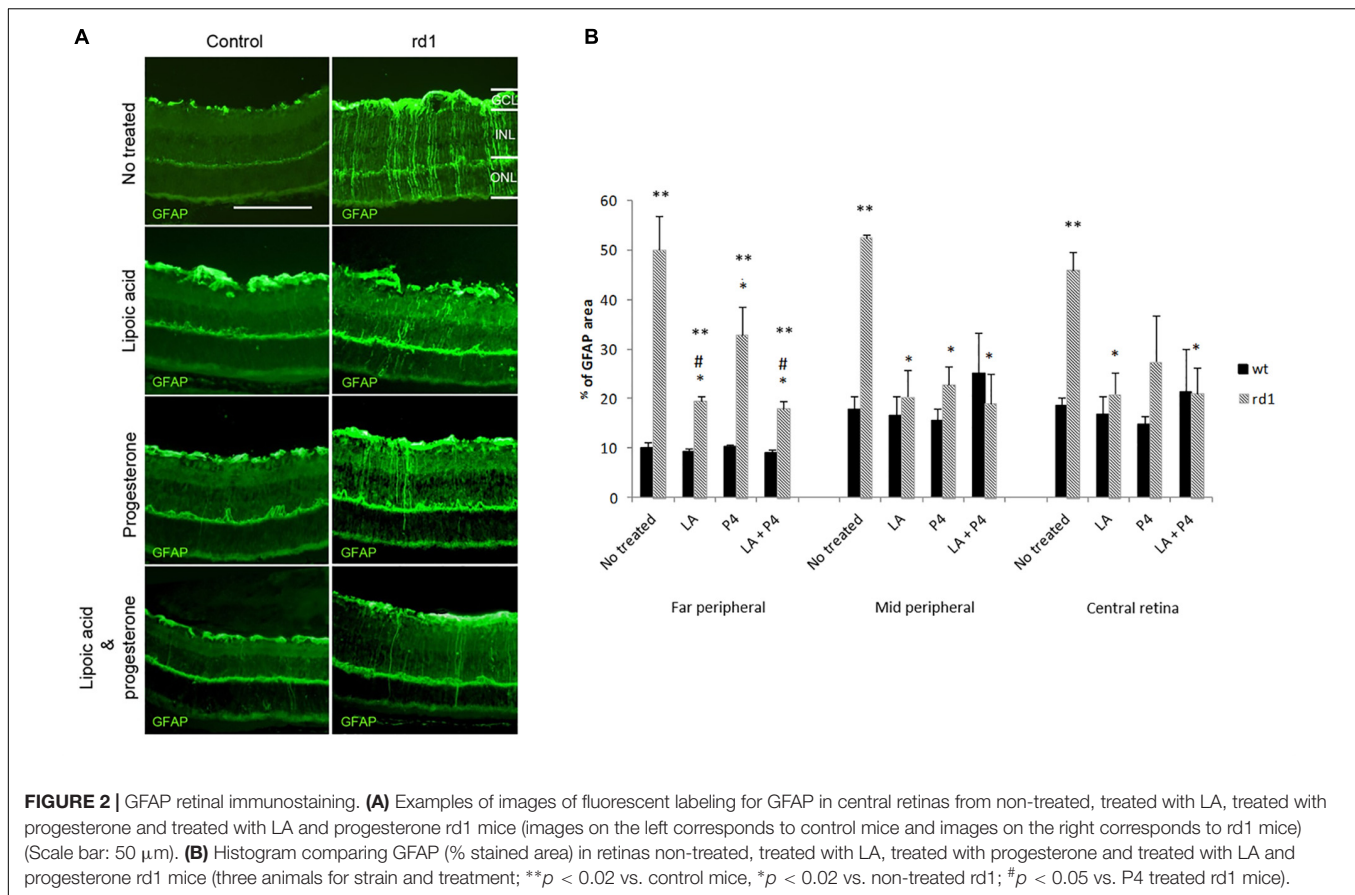 A
Control
rd1
No treated
GFAP
GCL
INL
ONL
GFAP
Lipoic acid
GFAP
GFAP
Progesterone
GFAP
GFAP
Lipoic acid
&
progesterone
GFAP
GFAP
B
% of GFAP area
60
50
40
30
20
10
0
**
**
#
*
**
*
**
#
*
**
*
*
*
**
*
*
wt
rd1
No treated
LA
P4
LA + P4
No treated
LA
P4
LA + P4
No treated
LA
P4
LA + P4
Far peripheral
Mid peripheral
Central retina
FIGURE 2 | GFAP retinal immunostaining. (A) Examples of images of fluorescent labeling for GFAP in central retinas from non-treated, treated with LA, treated with
progesterone and treated with LA and progesterone rd1 mice (images on the left corresponds to control mice and images on the right corresponds to rd1 mice)
(Scale bar: 50 μm). (B) Histogram comparing GFAP (% stained area) in retinas non-treated, treated with LA, treated with progesterone and treated with LA and
progesterone rd1 mice (three animals for strain and treatment; **p < 0.02 vs. control mice, *p < 0.02 vs. non-treated rd1; #p < 0.05 vs. P4 treated rd1 mice).